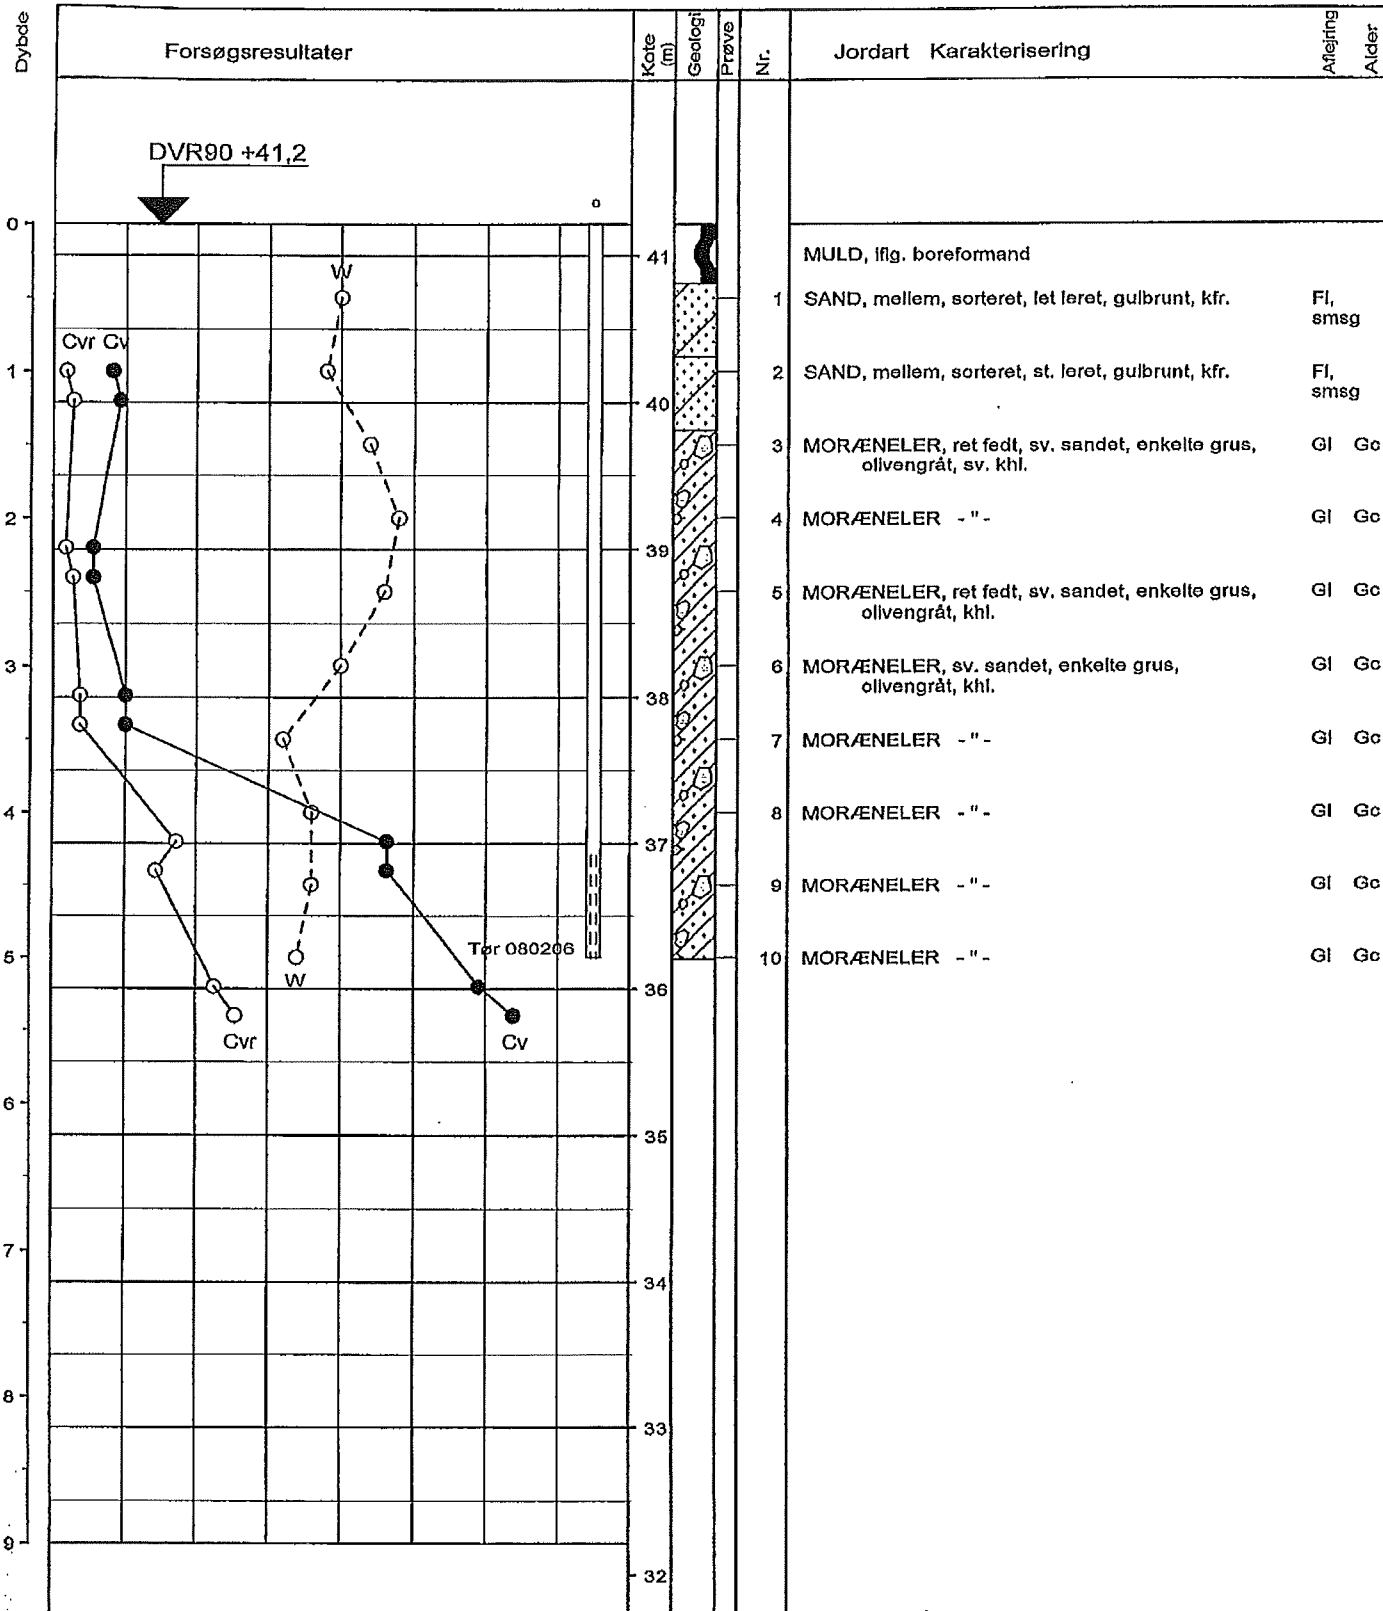 Dybde
Forsøgsresultater
Kote (m)
Geologi
Prøve
Nr.
Jordart Karakterisering
Aflejring
Alder
DVR90 +41,2
0
1
2
3
4
5
6
7
8
9
W
Cvr Cv
Tør 080206
W
Cvr
Cv
41
40
39
38
37
36
35
34
33
32
MULD, iflg. boreformand
1 SAND, mellem, sorteret, let leret, gulbrunt, kfr. Fl,
smsg
2 SAND, mellem, sorteret, st. leret, gulbrunt, kfr. Fl,
smsg
3 MORÆNELER, ret fedt, sv. sandet, enkelte grus, Gl Gc
olivengråt, sv. khl.
4 MORÆNELER - " - Gl Gc
5 MORÆNELER, ret fedt, sv. sandet, enkelte grus, Gl Gc
olivengråt, khl.
6 MORÆNELER, sv. sandet, enkelte grus, Gl Gc
olivengråt, khl.
7 MORÆNELER - " - Gl Gc
8 MORÆNELER - " - Gl Gc
9 MORÆNELER - " - Gl Gc
10 MORÆNELER - " - Gl Gc